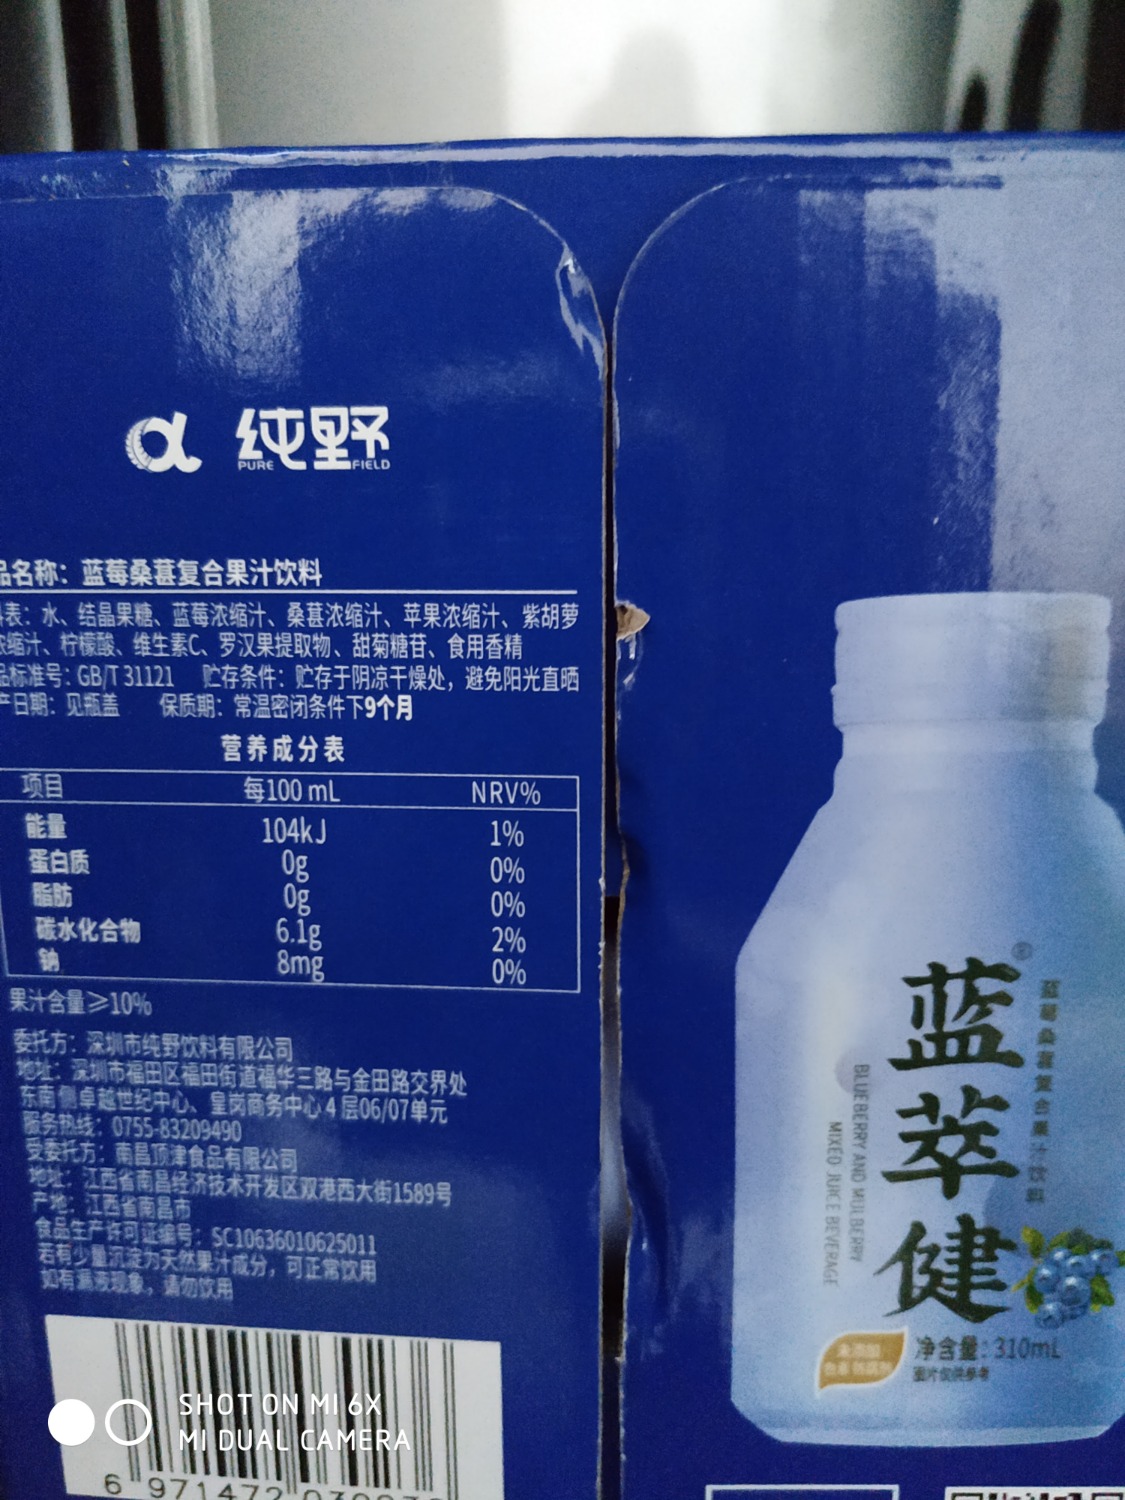 α 纯野
PURE FIELD
品名称：蓝莓桑葚复合果汁饮料
料表：水、结晶果糖、蓝莓浓缩汁、桑葚浓缩汁、苹果浓缩汁、紫胡萝
浓缩汁、柠檬酸、维生素C、罗汉果提取物、甜菊糖苷、食用香精
品标准号：GB/T 31121 贮存条件：贮存于阴凉干燥处，避免阳光直晒
产日期：见瓶盖 保质期：常温密闭条件下9个月
营养成分表
项目 每100 mL NRV%
能量 104kJ 1%
蛋白质 0g 0%
脂肪 0g 0%
碳水化合物 6.1g 2%
钠 8mg 0%
果汁含量≥10%
委托方：深圳市纯野饮料有限公司
地址：深圳市福田区福田街道福华三路与金田路交界处
东南侧卓越世纪中心、皇岗商务中心4层06/07单元
服务热线：0755-83209490
受委托方：南昌顶津食品有限公司
地址：江西省南昌经济技术开发区双港西大街1589号
产地：江西省南昌市
食品生产许可证编号：SC10636010625011
若有少量沉淀为天然果汁成分，可正常饮用
如有漏液现象，请勿饮用
6 971472
蓝萃健®
蓝莓桑葚复合果汁饮料
BLUEBERRY AND MULBERRY
MIXED JUICE BEVERAGE
未添加
净含量：310mL
图片仅供参考
SHOT ON MI 6X
MI DUAL CAMERA